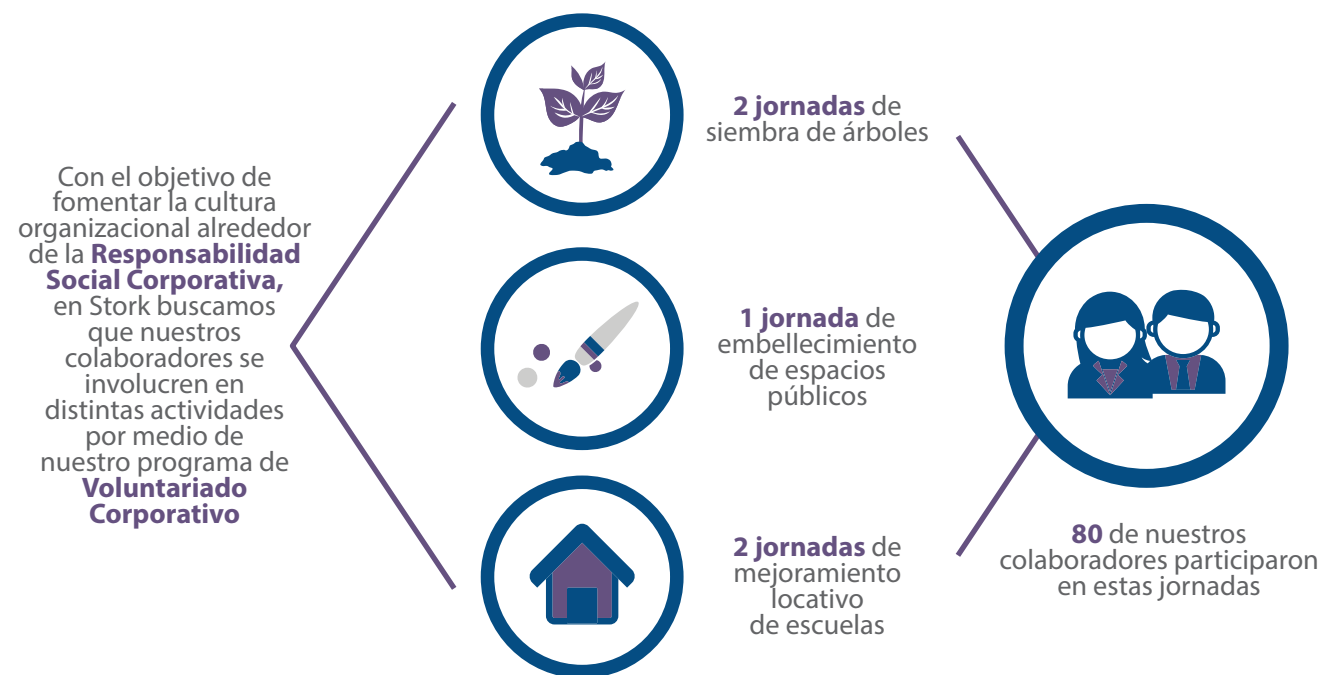 Con el objetivo de
fomentar la cultura
organizacional alrededor
de la Responsabilidad
Social Corporativa,
en Stork buscamos
que nuestros
colaboradores se
involucren en
distintas actividades
por medio de
nuestro programa de
Voluntariado
Corporativo
2 jornadas de
siembra de árboles
1 jornada de
embellecimiento
de espacios
públicos
2 jornadas de
mejoramiento
locativo
de escuelas
80 de nuestros
colaboradores participaron
en estas jornadas